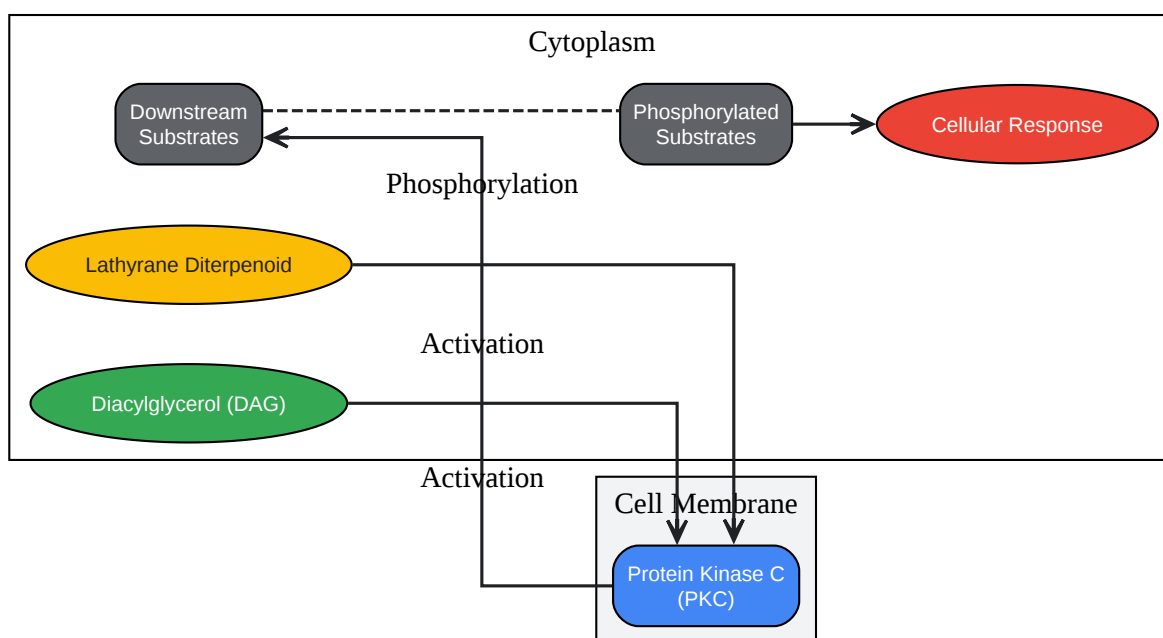 Cytoplasm
Downstream
Substrates
Phosphorylated
Substrates
Cellular Response
Phosphorylation
Lathyrane Diterpenoid
Activation
Diacylglycerol (DAG)
Activation
Cell Membrane
Protein Kinase C
(PKC)